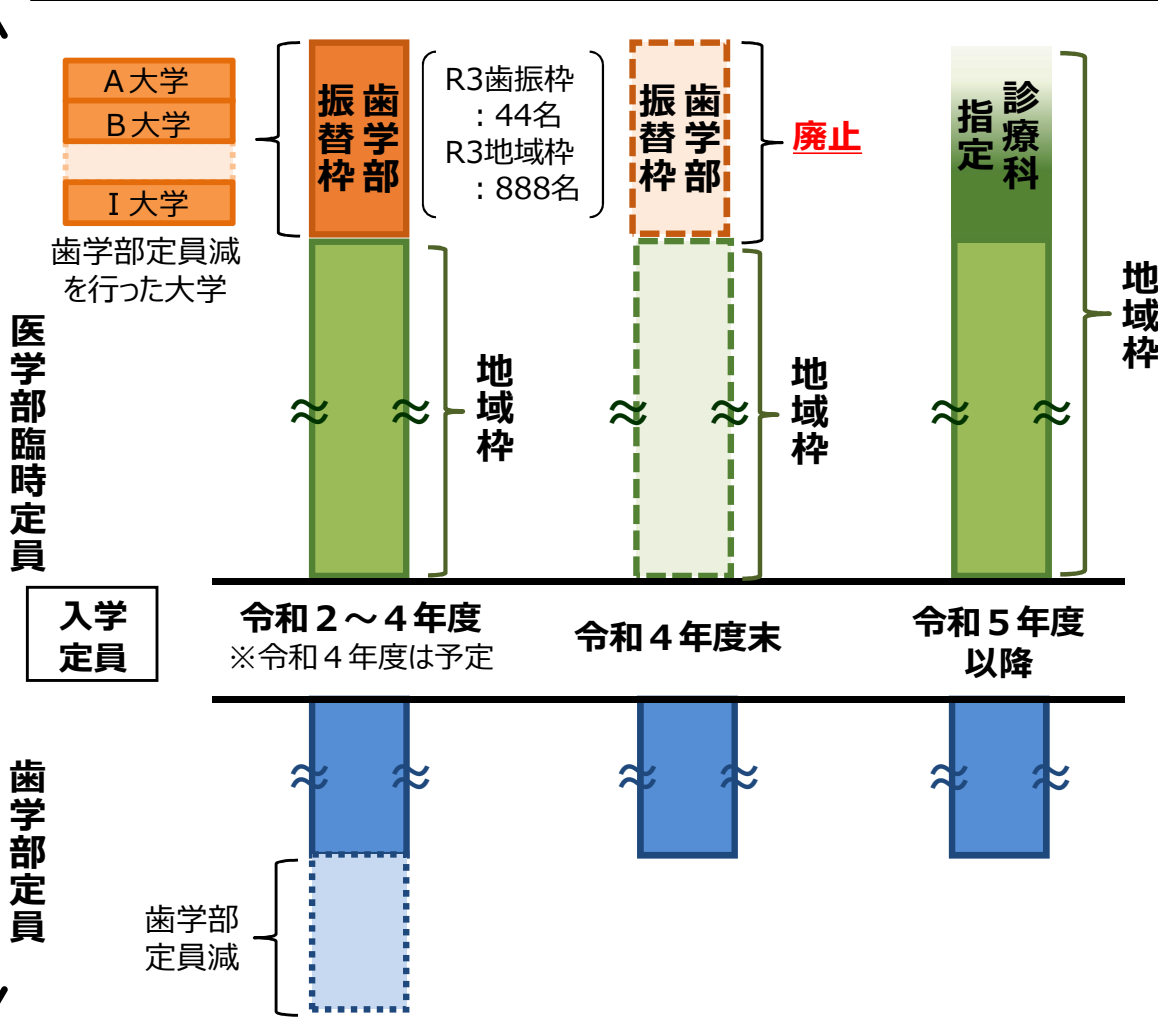 A大学
B大学
I大学
歯学部定員減
を行った大学
歯学部
振替枠
R3歯振枠
：44名
R3地域枠
：888名
歯学部
振替枠
廃止
診療科
指定
地域枠
地域枠
地域枠
医学部臨時定員
入学
定員
令和２～４年度
※令和４年度は予定
令和４年度末
令和５年度
以降
歯学部定員
歯学部
定員減